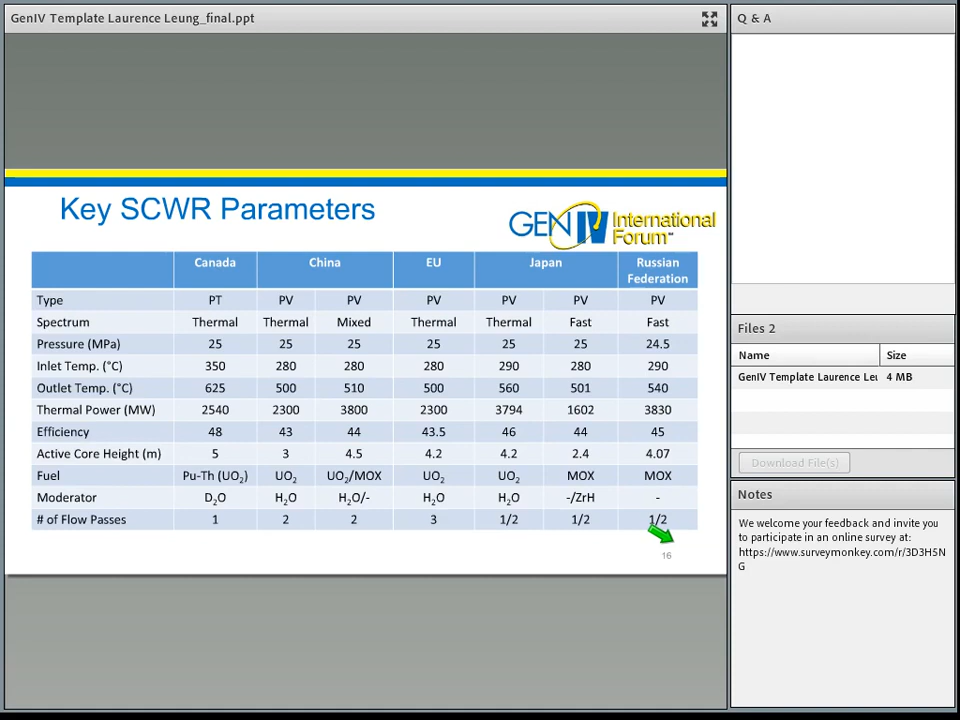 GenIV Template Laurence Leung_final.ppt
Key SCWR Parameters
GEN IV International Forum™
Canada China EU Japan Russian Federation
Type PT PV PV PV PV PV PV
Spectrum Thermal Thermal Mixed Thermal Thermal Fast Fast
Pressure (MPa) 25 25 25 25 25 25 24.5
Inlet Temp. (°C) 350 280 280 280 290 280 290
Outlet Temp. (°C) 625 500 510 500 560 501 540
Thermal Power (MW) 2540 2300 3800 2300 3794 1602 3830
Efficiency 48 43 44 43.5 46 44 45
Active Core Height (m) 5 3 4.5 4.2 4.2 2.4 4.07
Fuel Pu-Th (UO₂) UO₂ UO₂/MOX UO₂ UO₂ MOX MOX
Moderator D₂O H₂O H₂O/- H₂O H₂O -/ZrH -
# of Flow Passes 1 2 2 3 1/2 1/2 1/2
16
Q & A
Files 2
Name Size
GenIV Template Laurence Leu 4 MB
Download File(s)
Notes
We welcome your feedback and invite you
to participate in an online survey at:
https://www.surveymonkey.com/r/3D3H5N
G